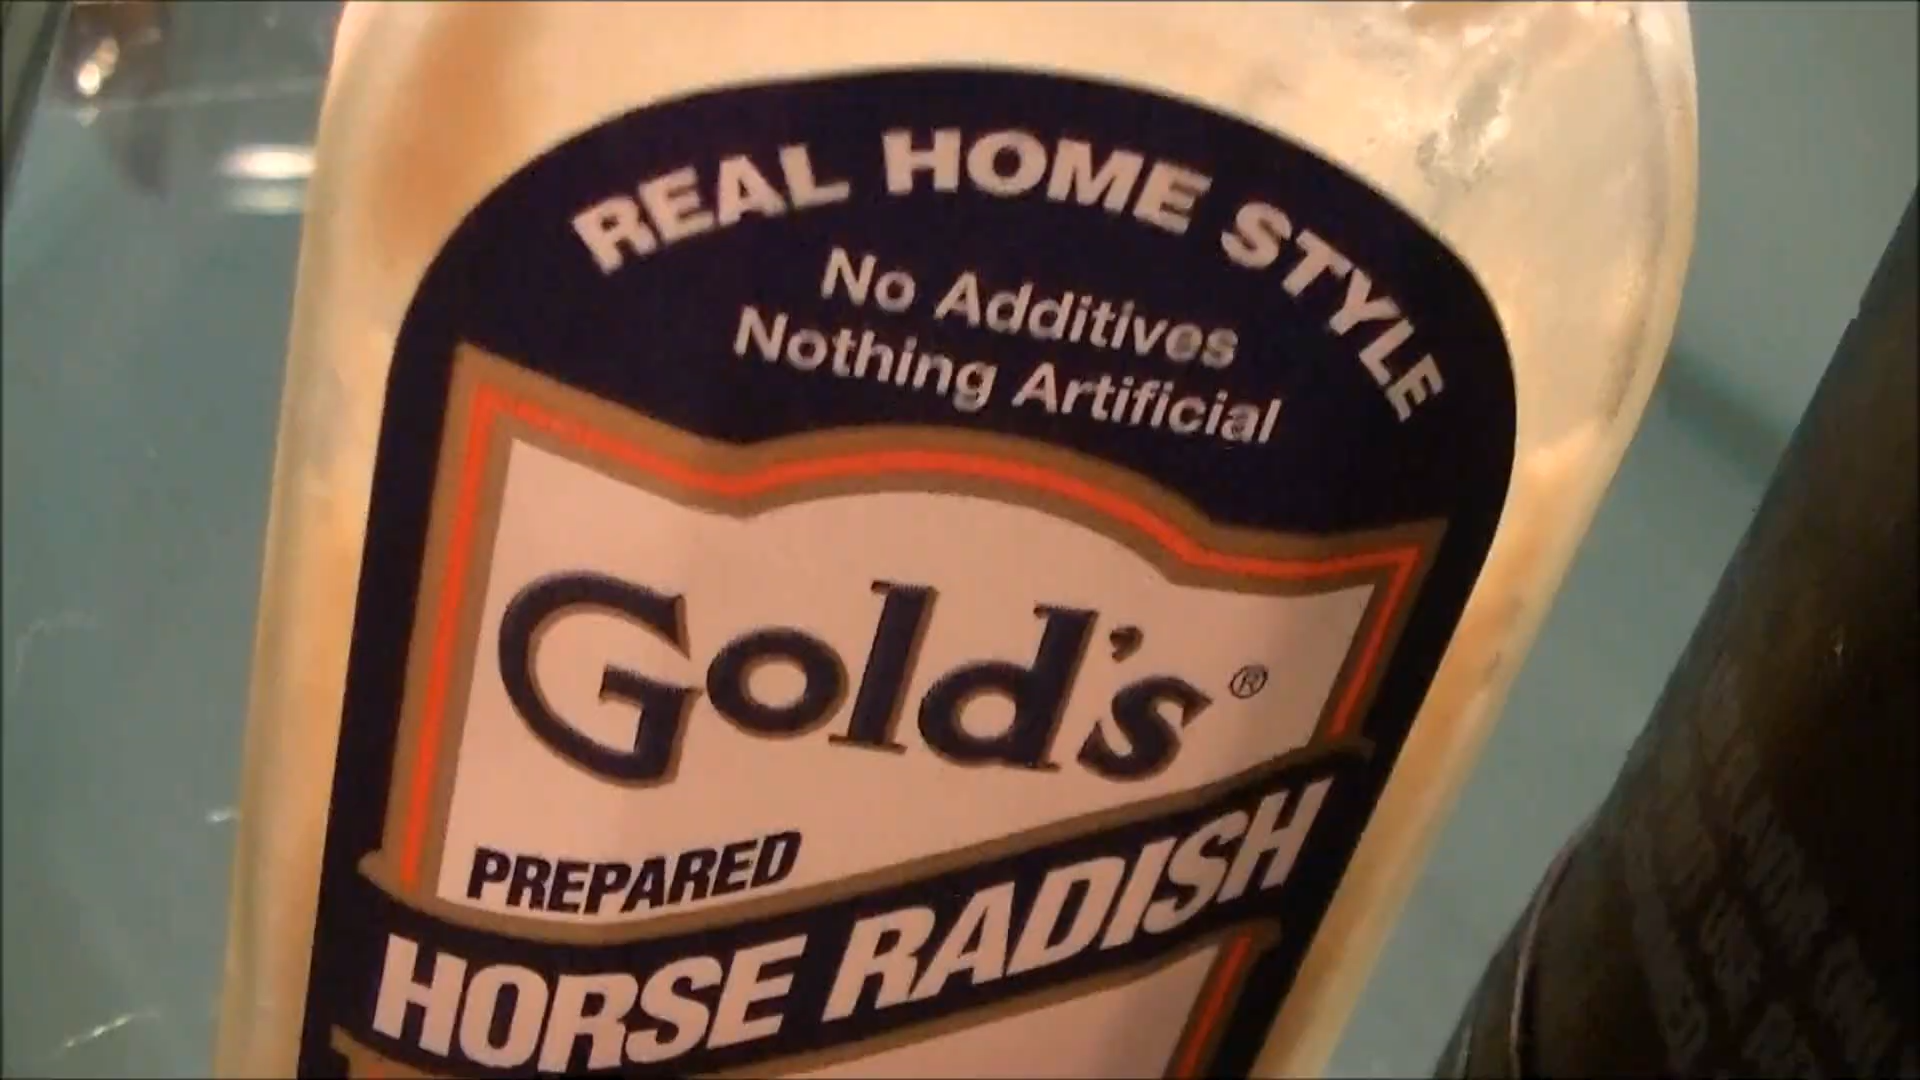 REAL HOME STYLE
No Additives
Nothing Artificial
Gold's®
PREPARED
HORSE RADISH